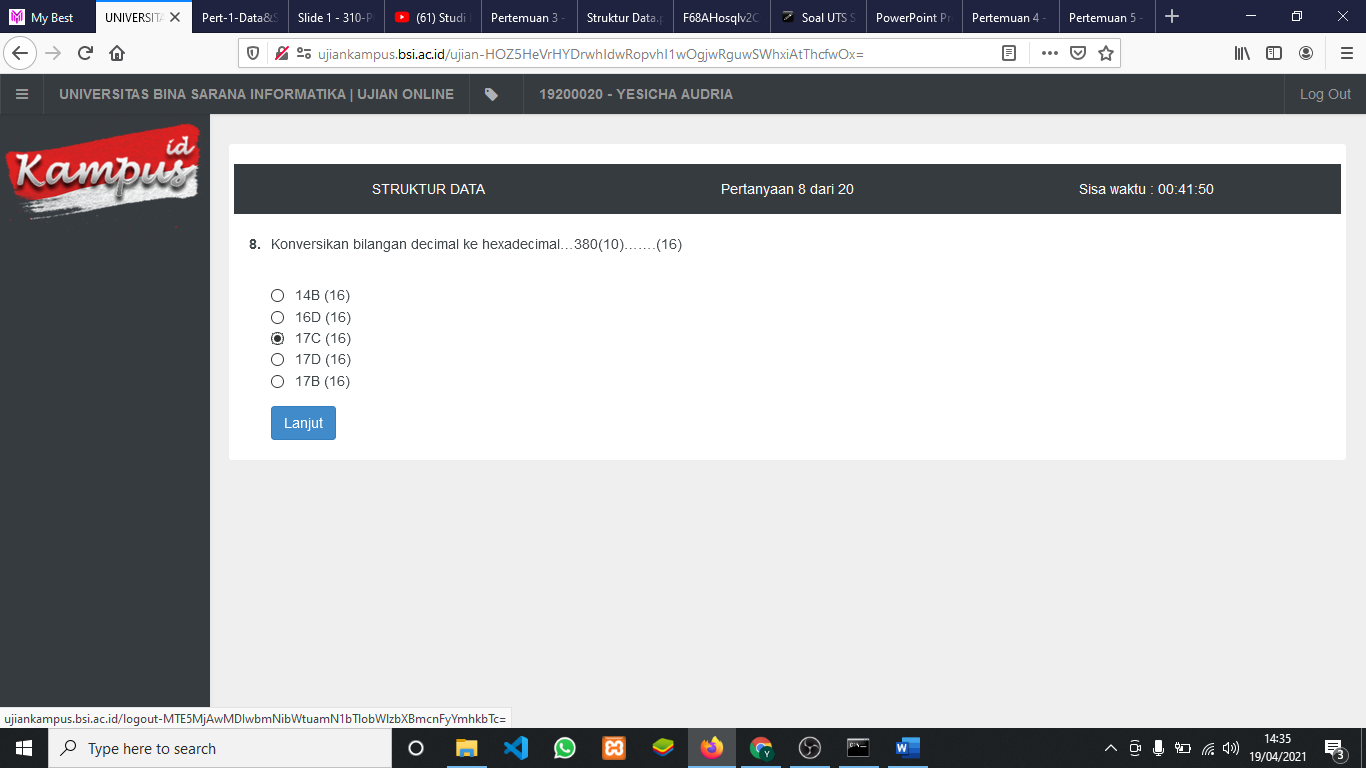 My Best
UNIVERSITA
Pert-1-Data&S
Slide 1 - 310-P
(61) Studi
Pertemuan 3 -
Struktur Data.p
F68AHosqlv2C
Soal UTS S
PowerPoint Pr
Pertemuan 4 -
Pertemuan 5 -
ujiankampus.bsi.ac.id/ujian-HOZ5HeVrHYDrwhIdwRopvhI1wOgjwRguwSWhxiAtThcfwOx=
UNIVERSITAS BINA SARANA INFORMATIKA | UJIAN ONLINE
19200020 - YESICHA AUDRIA
Log Out
Kampus id
STRUKTUR DATA
Pertanyaan 8 dari 20
Sisa waktu : 00:41:50
8. Konversikan bilangan decimal ke hexadecimal…380(10)…….(16)
14B (16)
16D (16)
17C (16)
17D (16)
17B (16)
Lanjut
ujiankampus.bsi.ac.id/logout-MTE5MjAwMDIwbmNibWtuamN1bTlobWlzbXBmcnFyYmhkbTc=
Type here to search
14:35
19/04/2021
3